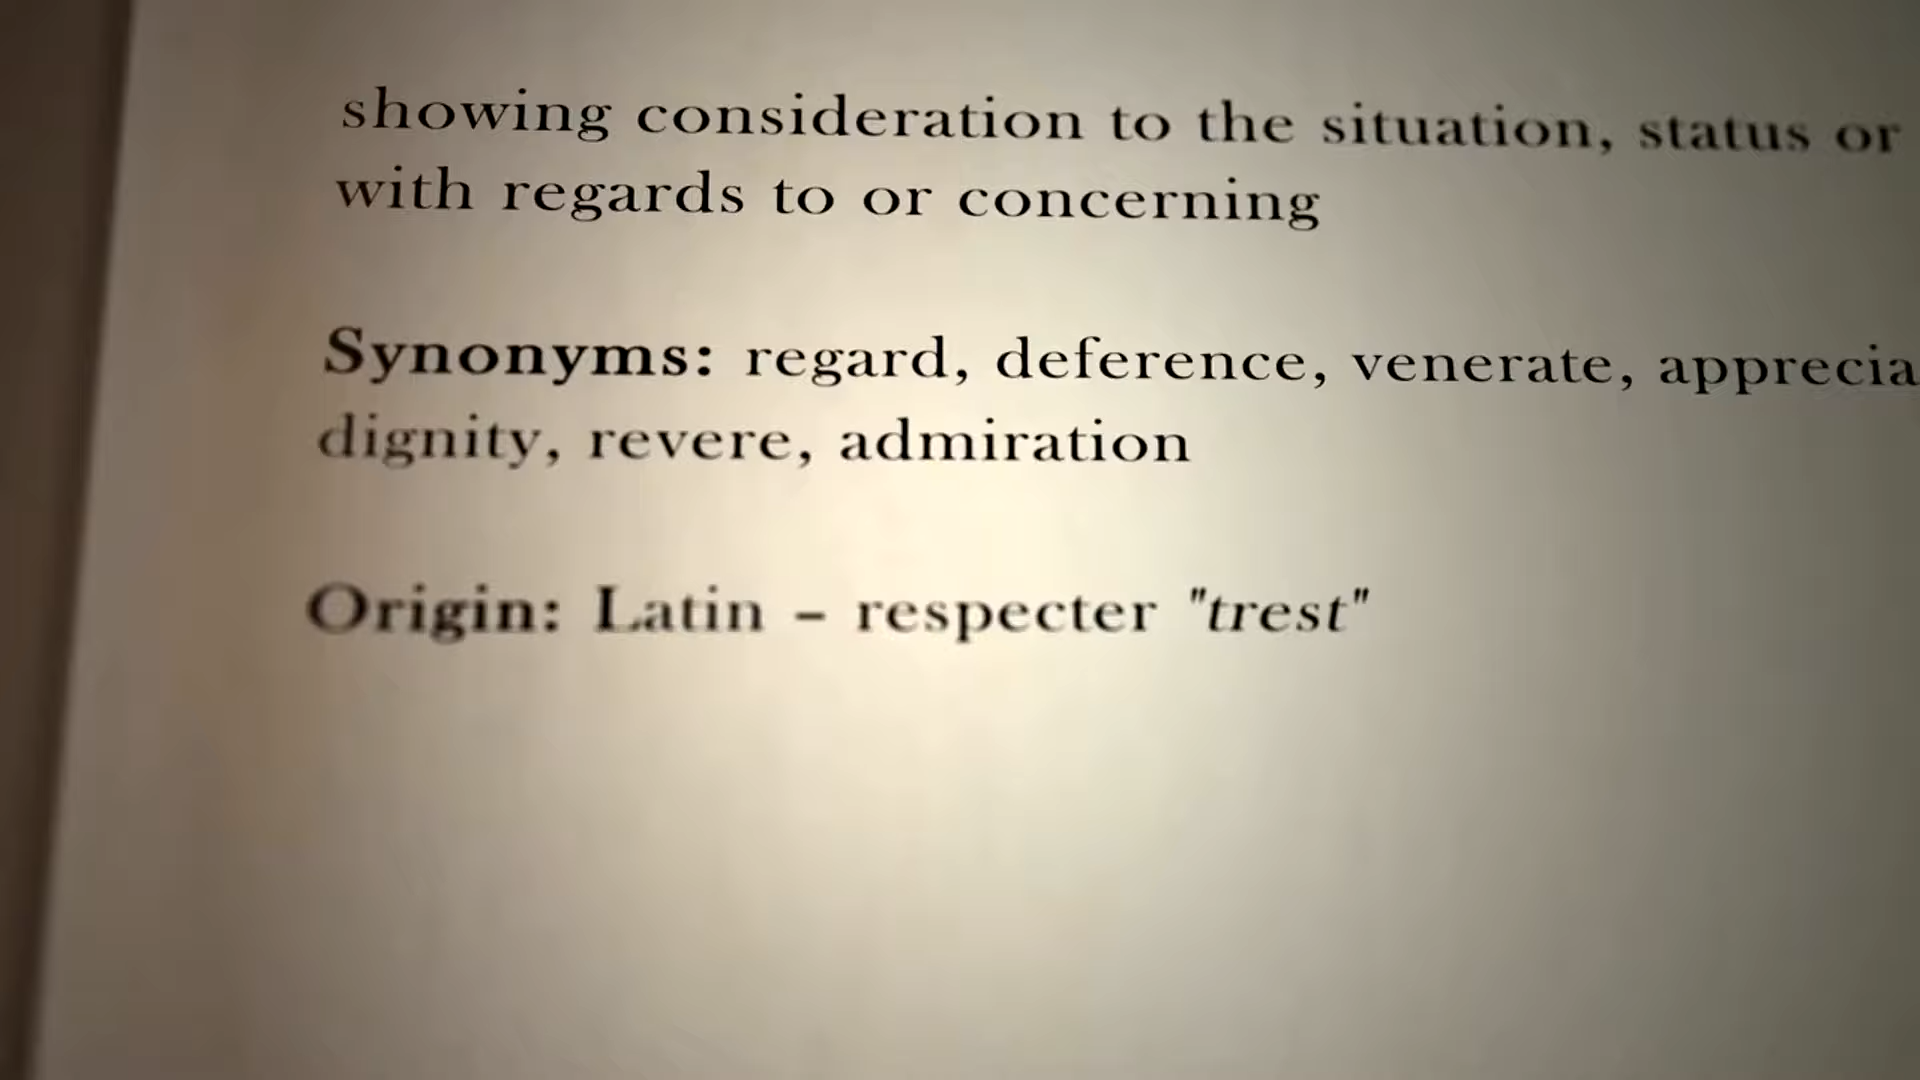 showing consideration to the situation, status or
with regards to or concerning
Synonyms: regard, deference, venerate, apprecia
dignity, revere, admiration
Origin: Latin – respecter "trest"